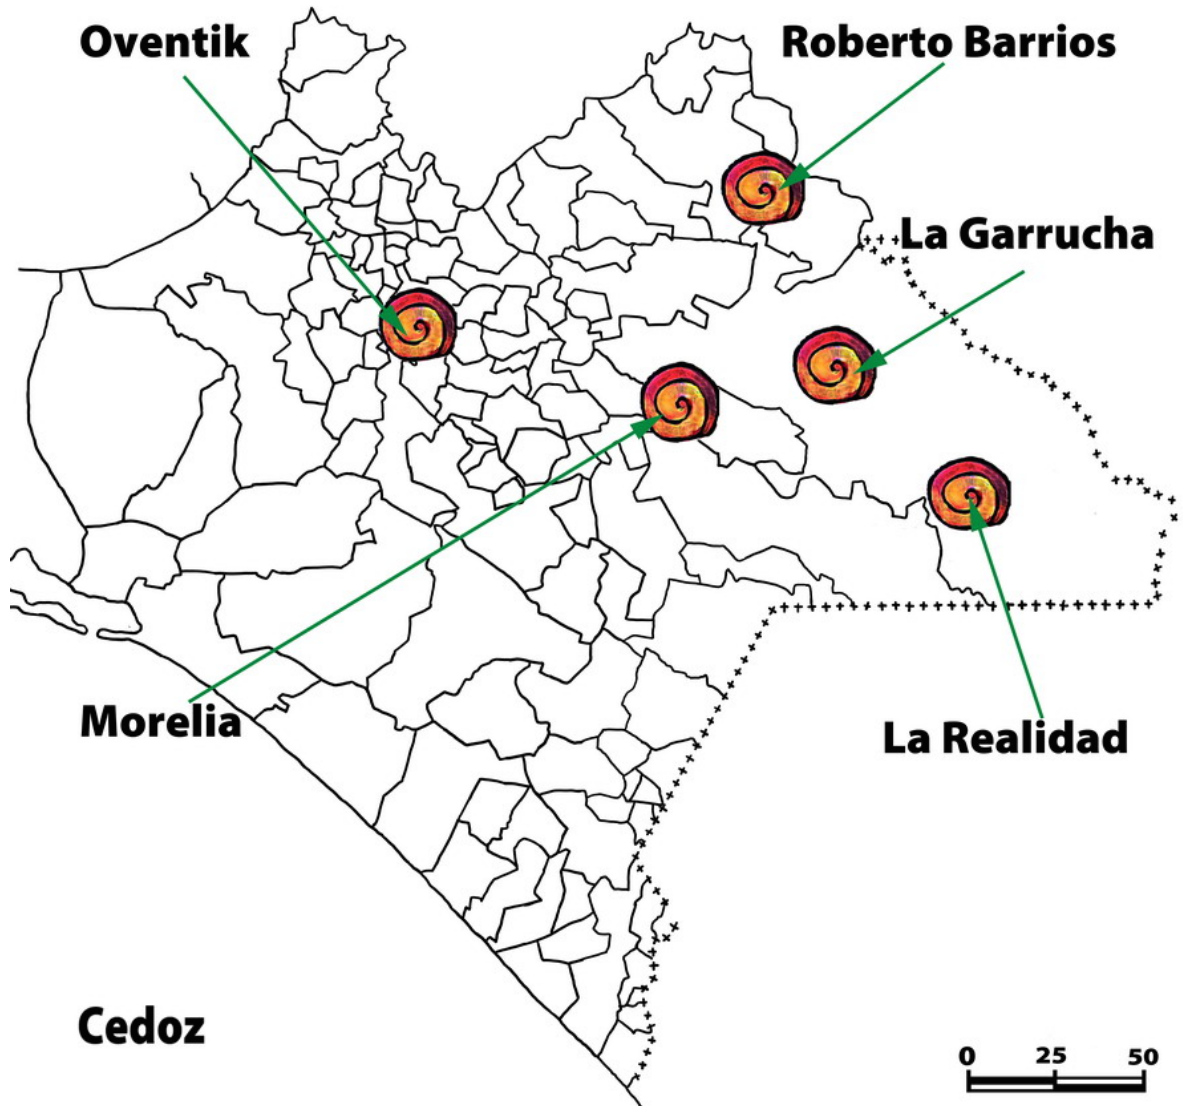 Oventik
Roberto Barrios
La Garrucha
Morelia
La Realidad
Cedoz
0 25 50